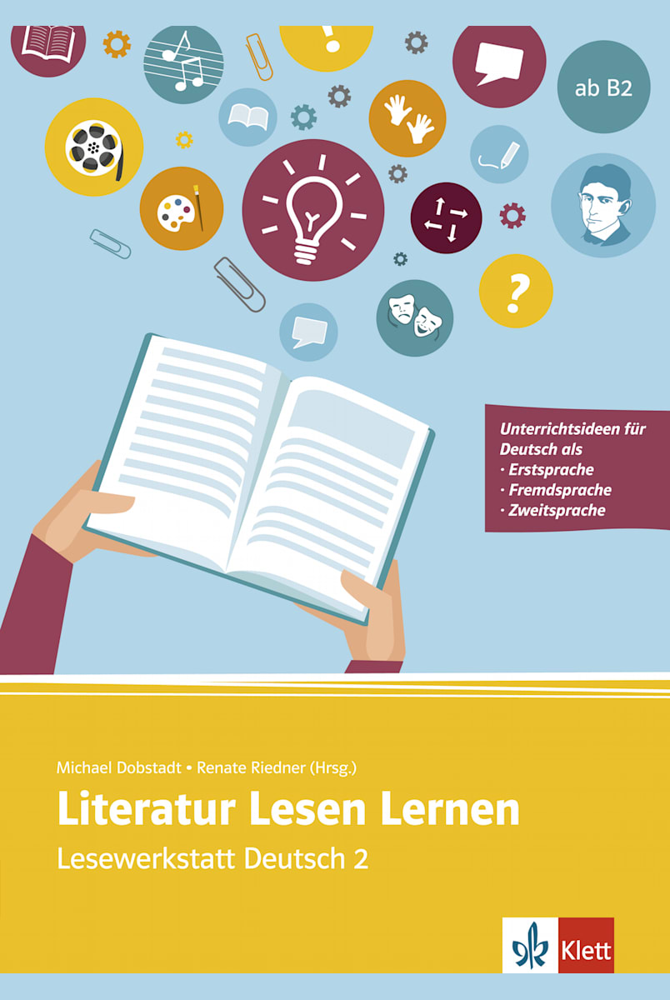 !
ab B2
?
Unterrichtsideen für
Deutsch als
· Erstsprache
· Fremdsprache
· Zweitsprache
Michael Dobstadt • Renate Riedner (Hrsg.)
Literatur Lesen Lernen
Lesewerkstatt Deutsch 2
Klett